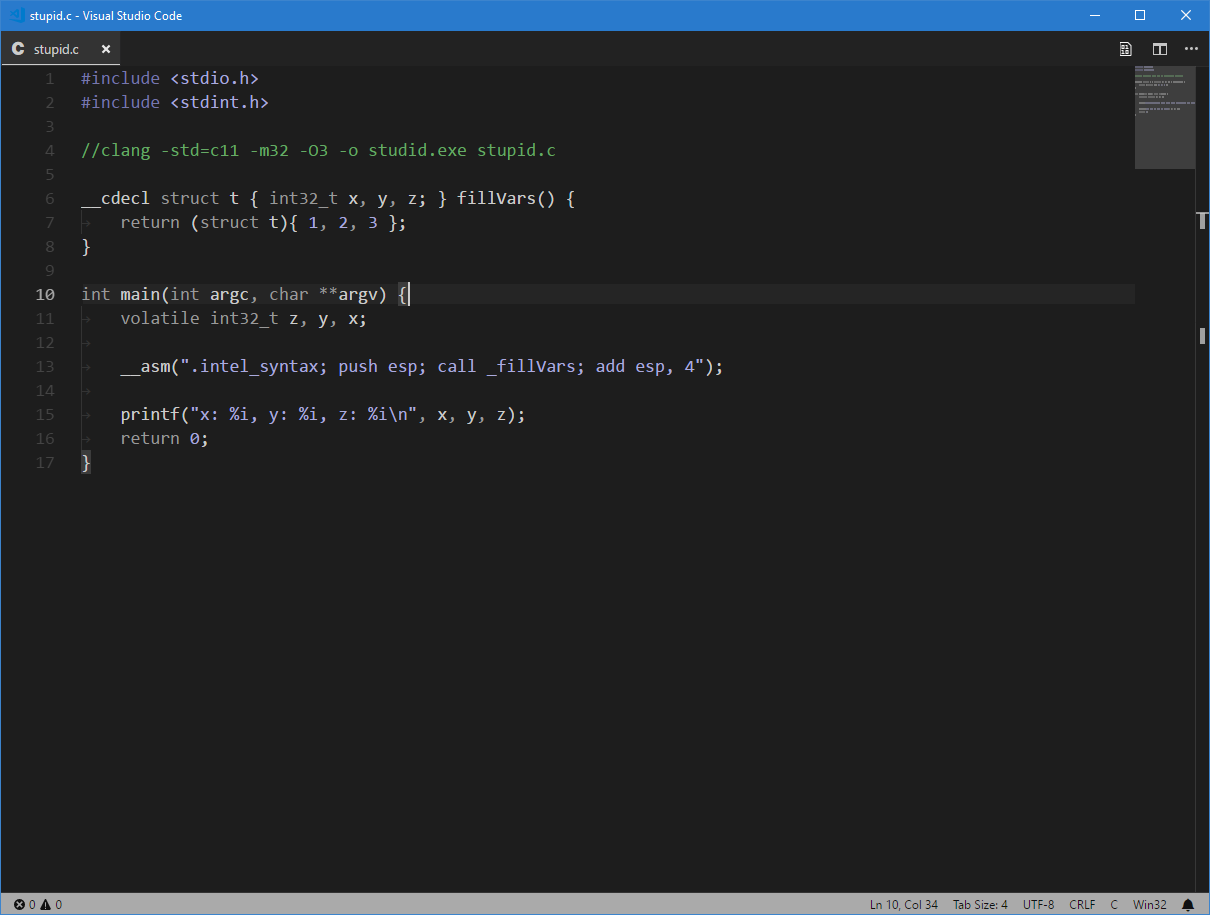 stupid.c - Visual Studio Code
C stupid.c
1 #include <stdio.h>
2 #include <stdint.h>
3
4 //clang -std=c11 -m32 -O3 -o studid.exe stupid.c
5
6 __cdecl struct t { int32_t x, y, z; } fillVars() {
7 return (struct t){ 1, 2, 3 };
8 }
9
10 int main(int argc, char **argv) {
11 volatile int32_t z, y, x;
12
13 __asm(".intel_syntax; push esp; call _fillVars; add esp, 4");
14
15 printf("x: %i, y: %i, z: %i\n", x, y, z);
16 return 0;
17 }
0 0 Ln 10, Col 34 Tab Size: 4 UTF-8 CRLF C Win32